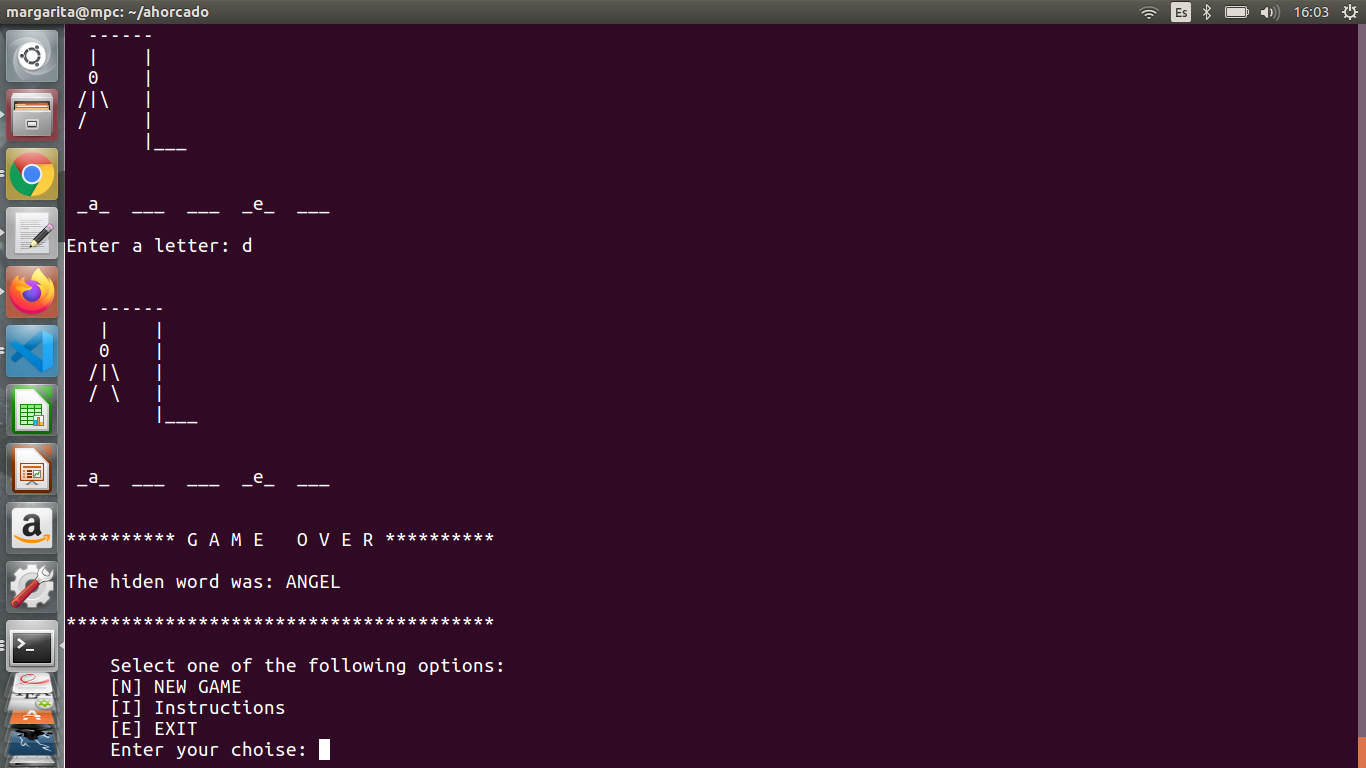 margarita@mpc: ~/ahorcado
Es
16:03
 ------
 |    |
 0    |
/|\   |
/     |
      |___
_a_  ___  ___  _e_  ___
Enter a letter: d
 ------
 |    |
 0    |
/|\   |
/ \   |
      |___
_a_  ___  ___  _e_  ___
********** G A M E   O V E R **********
The hiden word was: ANGEL
***************************************
Select one of the following options:
[N] NEW GAME
[I] Instructions
[E] EXIT
Enter your choise: